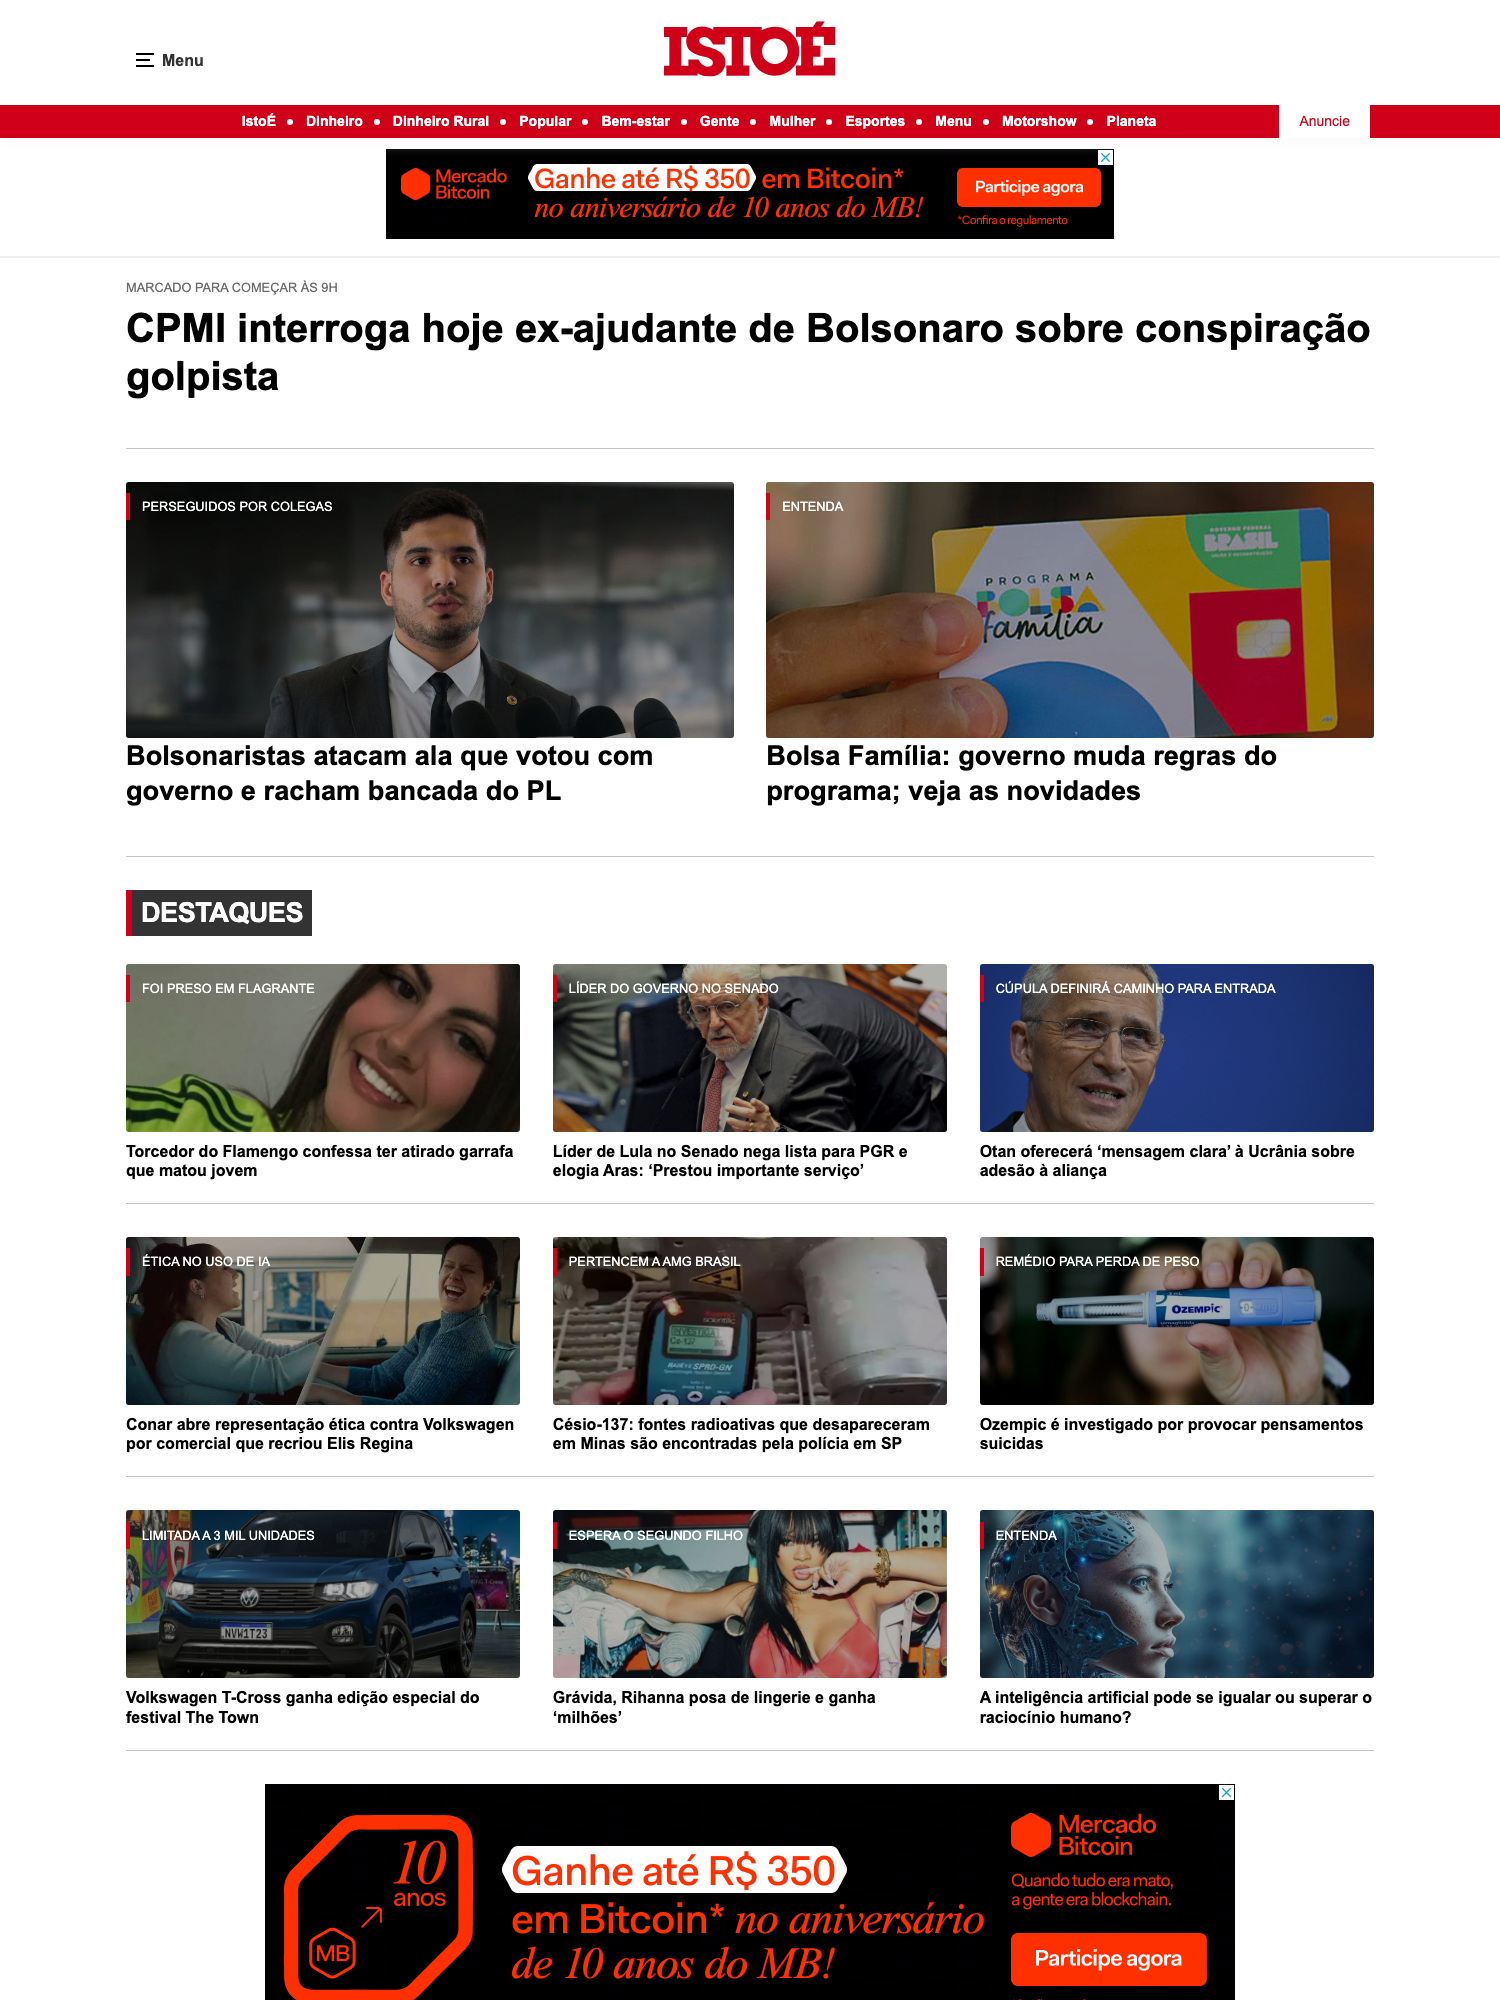 Menu
ISTOÉ
IstoÉ • Dinheiro • Dinheiro Rural • Popular • Bem-estar • Gente • Mulher • Esportes • Menu • Motorshow • Planeta
Anuncie
Mercado
Bitcoin
Ganhe até R$ 350 em Bitcoin*
no aniversário de 10 anos do MB!
Participe agora
*Confira o regulamento
MARCADO PARA COMEÇAR ÀS 9H
CPMI interroga hoje ex-ajudante de Bolsonaro sobre conspiração
golpista
PERSEGUIDOS POR COLEGAS
Bolsonaristas atacam ala que votou com
governo e racham bancada do PL
ENTENDA
GOVERNO FEDERAL
BRASIL
UNIÃO E RECONSTRUÇÃO
PROGRAMA
BOLSA
família
Bolsa Família: governo muda regras do
programa; veja as novidades
DESTAQUES
FOI PRESO EM FLAGRANTE
Torcedor do Flamengo confessa ter atirado garrafa
que matou jovem
LÍDER DO GOVERNO NO SENADO
Líder de Lula no Senado nega lista para PGR e
elogia Aras: ‘Prestou importante serviço’
CÚPULA DEFINIRÁ CAMINHO PARA ENTRADA
Otan oferecerá ‘mensagem clara’ à Ucrânia sobre
adesão à aliança
ÉTICA NO USO DE IA
Conar abre representação ética contra Volkswagen
por comercial que recriou Elis Regina
PERTENCEM A AMG BRASIL
SPRD-GN
Césio-137: fontes radioativas que desapareceram
em Minas são encontradas pela polícia em SP
REMÉDIO PARA PERDA DE PESO
OZEMPIC
Ozempic é investigado por provocar pensamentos
suicidas
LIMITADA A 3 MIL UNIDADES
NVW1T23
Volkswagen T-Cross ganha edição especial do
festival The Town
ESPERA O SEGUNDO FILHO
Grávida, Rihanna posa de lingerie e ganha
‘milhões’
ENTENDA
A inteligência artificial pode se igualar ou superar o
raciocínio humano?
10
anos
MB
Ganhe até R$ 350
em Bitcoin* no aniversário
de 10 anos do MB!
Mercado
Bitcoin
Quando tudo era mato,
a gente era blockchain.
Participe agora